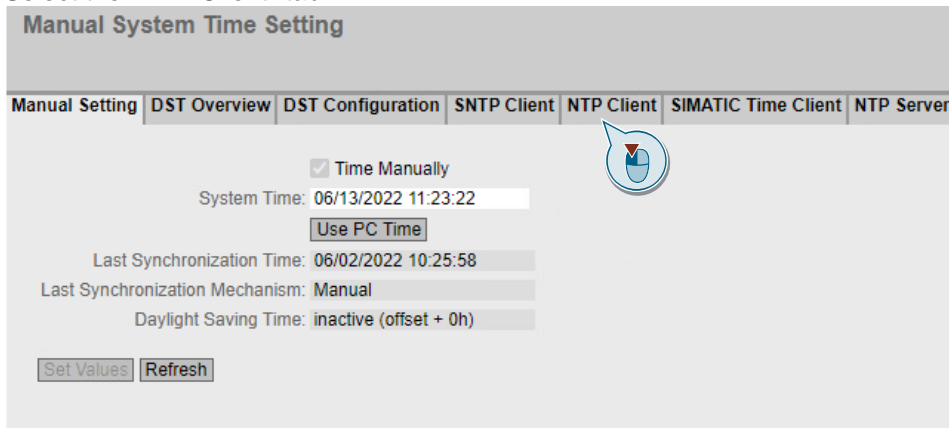 Manual System Time Setting
Manual Setting DST Overview DST Configuration SNTP Client NTP Client SIMATIC Time Client NTP Server
Time Manually
System Time: 06/13/2022 11:23:22
Use PC Time
Last Synchronization Time: 06/02/2022 10:25:58
Last Synchronization Mechanism: Manual
Daylight Saving Time: inactive (offset + 0h)
Set Values Refresh